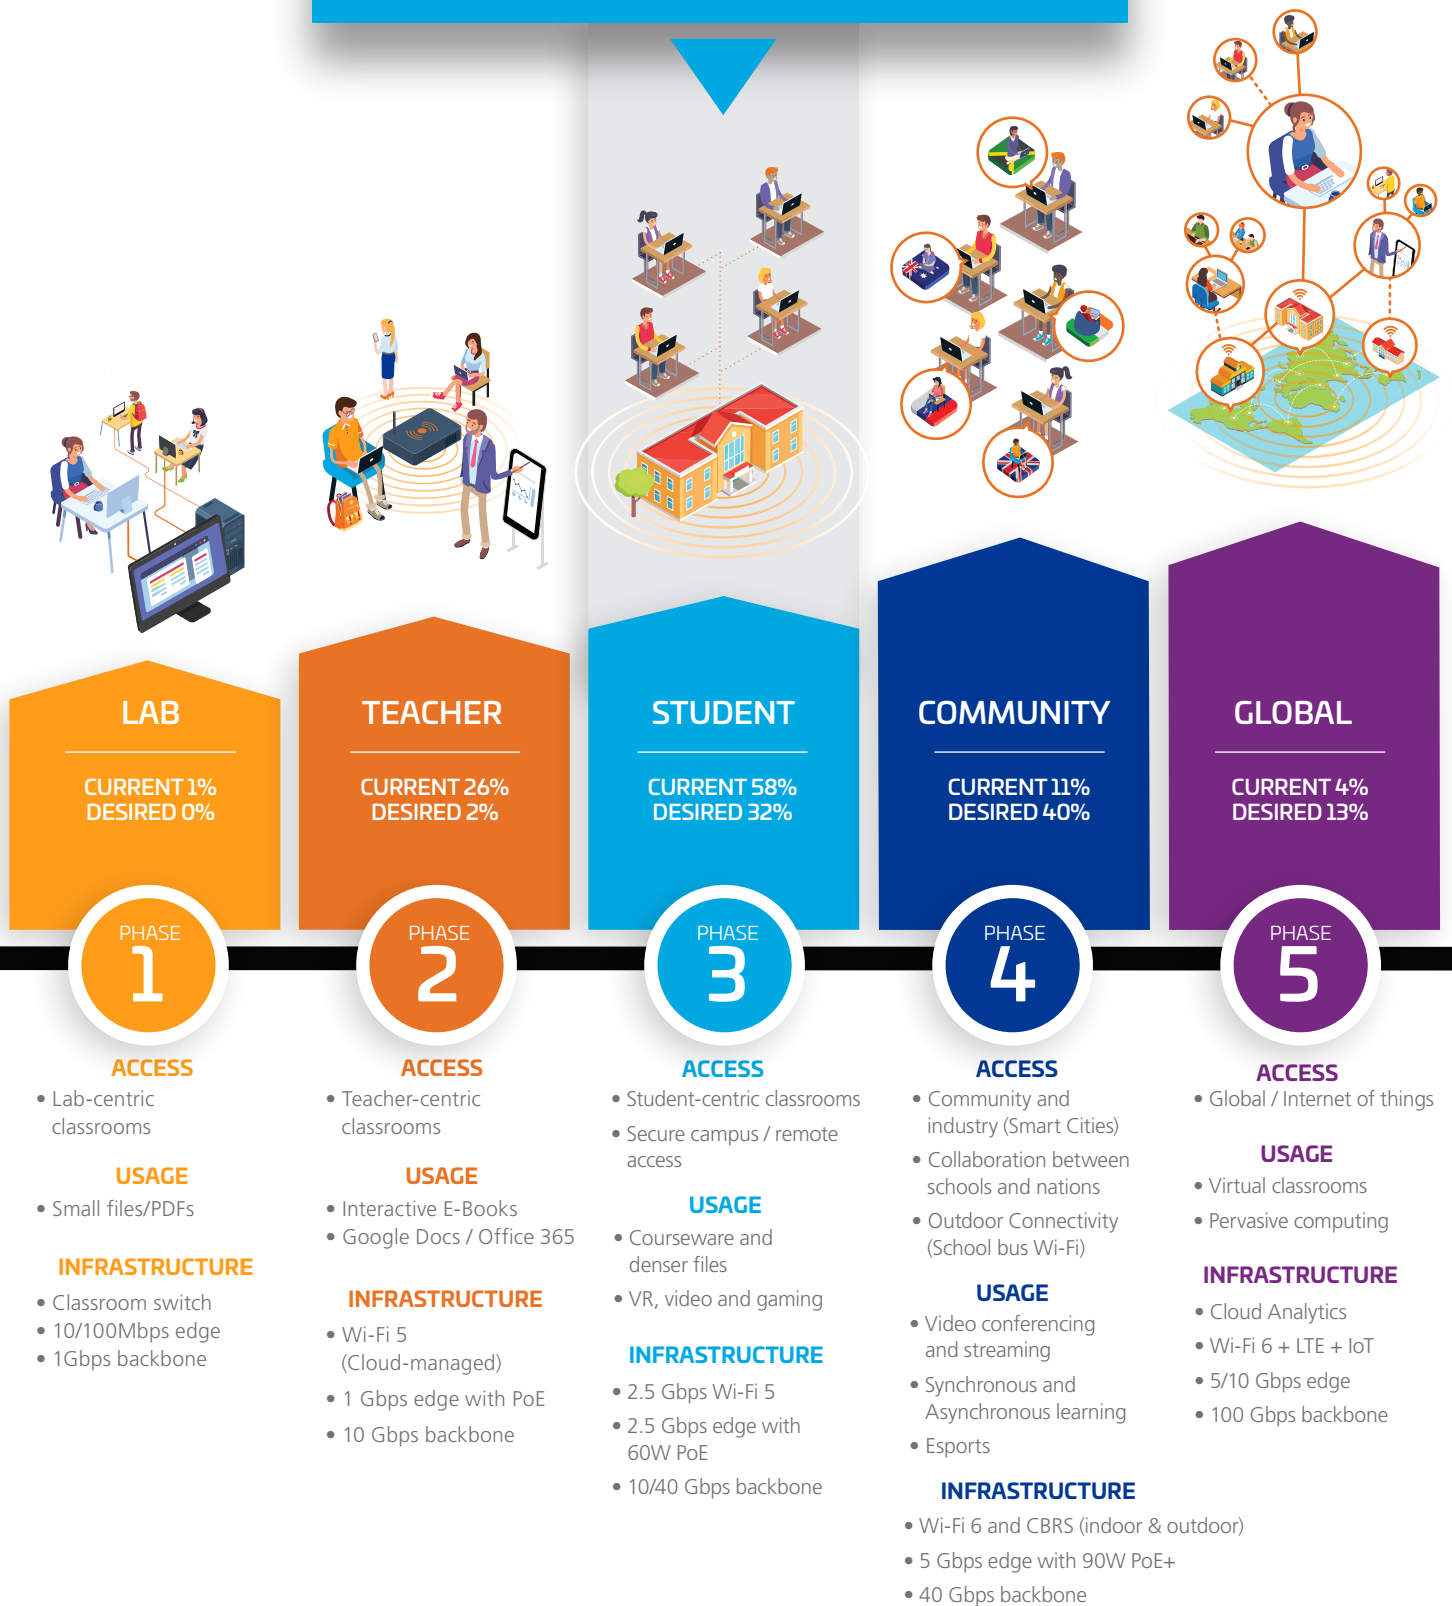 LAB
CURRENT 1%
DESIRED 0%
PHASE
1
ACCESS
• Lab-centric
classrooms
USAGE
• Small files/PDFs
INFRASTRUCTURE
• Classroom switch
• 10/100Mbps edge
• 1Gbps backbone
TEACHER
CURRENT 26%
DESIRED 2%
PHASE
2
ACCESS
• Teacher-centric
classrooms
USAGE
• Interactive E-Books
• Google Docs / Office 365
INFRASTRUCTURE
• Wi-Fi 5
(Cloud-managed)
• 1 Gbps edge with PoE
• 10 Gbps backbone
STUDENT
CURRENT 58%
DESIRED 32%
PHASE
3
ACCESS
• Student-centric classrooms
• Secure campus / remote
access
USAGE
• Courseware and
denser files
• VR, video and gaming
INFRASTRUCTURE
• 2.5 Gbps Wi-Fi 5
• 2.5 Gbps edge with
60W PoE
• 10/40 Gbps backbone
COMMUNITY
CURRENT 11%
DESIRED 40%
PHASE
4
ACCESS
• Community and
industry (Smart Cities)
• Collaboration between
schools and nations
• Outdoor Connectivity
(School bus Wi-Fi)
USAGE
• Video conferencing
and streaming
• Synchronous and
Asynchronous learning
• Esports
INFRASTRUCTURE
• Wi-Fi 6 and CBRS (indoor & outdoor)
• 5 Gbps edge with 90W PoE+
• 40 Gbps backbone
GLOBAL
CURRENT 4%
DESIRED 13%
PHASE
5
ACCESS
• Global / Internet of things
USAGE
• Virtual classrooms
• Pervasive computing
INFRASTRUCTURE
• Cloud Analytics
• Wi-Fi 6 + LTE + IoT
• 5/10 Gbps edge
• 100 Gbps backbone